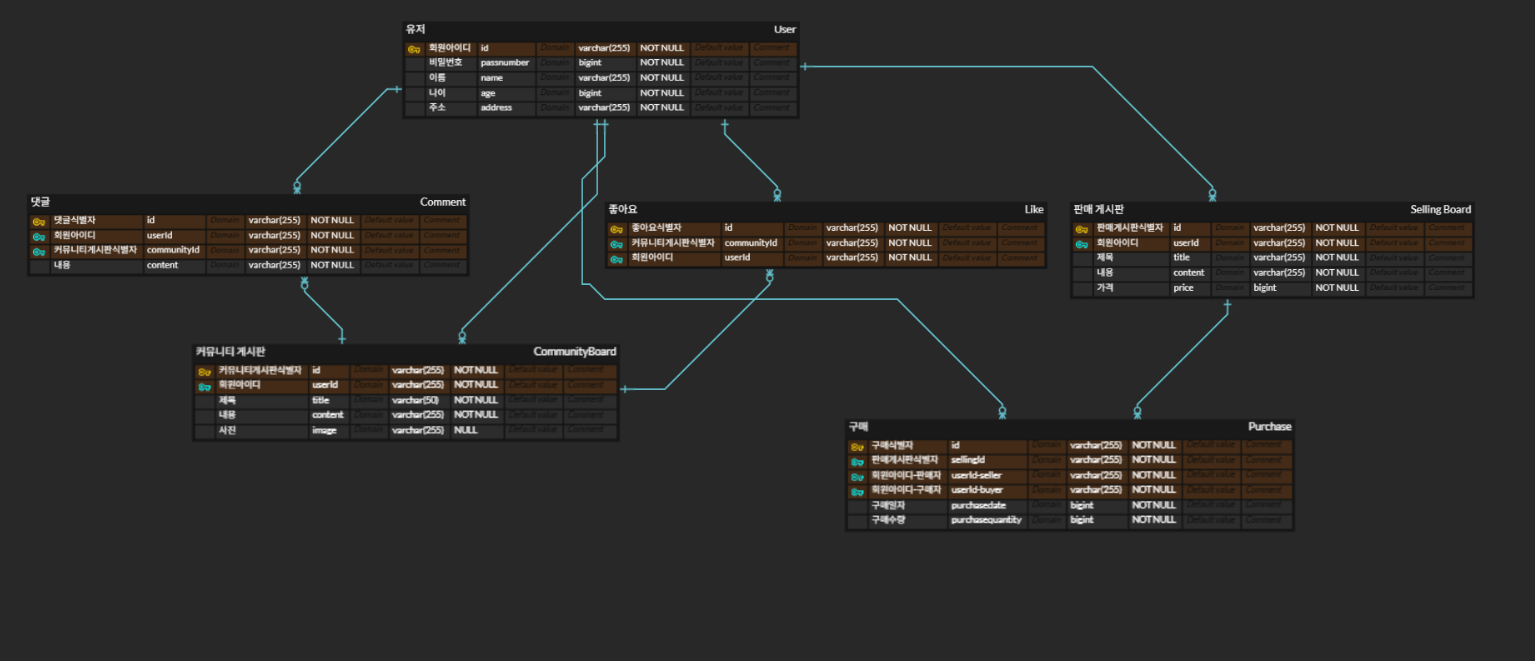 유저 User
회원아이디 id Domain varchar(255) NOT NULL Default value Comment
비밀번호 passnumber Domain bigint NOT NULL Default value Comment
이름 name Domain varchar(255) NOT NULL Default value Comment
나이 age Domain bigint NOT NULL Default value Comment
주소 address Domain varchar(255) NOT NULL Default value Comment
댓글 Comment
댓글식별자 id Domain varchar(255) NOT NULL Default value Comment
회원아이디 userId Domain varchar(255) NOT NULL Default value Comment
커뮤니티게시판식별자 communityId Domain varchar(255) NOT NULL Default value Comment
내용 content Domain varchar(255) NOT NULL Default value Comment
좋아요 Like
좋아요식별자 id Domain varchar(255) NOT NULL Default value Comment
커뮤니티게시판식별자 communityId Domain varchar(255) NOT NULL Default value Comment
회원아이디 userId Domain varchar(255) NOT NULL Default value Comment
판매 게시판 Selling Board
판매게시판식별자 id Domain varchar(255) NOT NULL Default value Comment
회원아이디 userId Domain varchar(255) NOT NULL Default value Comment
제목 title Domain varchar(255) NOT NULL Default value Comment
내용 content Domain varchar(255) NOT NULL Default value Comment
가격 price Domain bigint NOT NULL Default value Comment
커뮤니티 게시판 CommunityBoard
커뮤니티게시판식별자 id Domain varchar(255) NOT NULL Default value Comment
회원아이디 userId Domain varchar(255) NOT NULL Default value Comment
제목 title Domain varchar(50) NOT NULL Default value Comment
내용 content Domain varchar(255) NOT NULL Default value Comment
사진 image Domain varchar(255) NULL Default value Comment
구매 Purchase
구매식별자 id Domain varchar(255) NOT NULL Default value Comment
판매게시판식별자 sellingId Domain varchar(255) NOT NULL Default value Comment
회원아이디-판매자 userId-seller Domain varchar(255) NOT NULL Default value Comment
회원아이디-구매자 userId-buyer Domain varchar(255) NOT NULL Default value Comment
구매일자 purchasedate Domain bigint NOT NULL Default value Comment
구매수량 purchasequantity Domain bigint NOT NULL Default value Comment